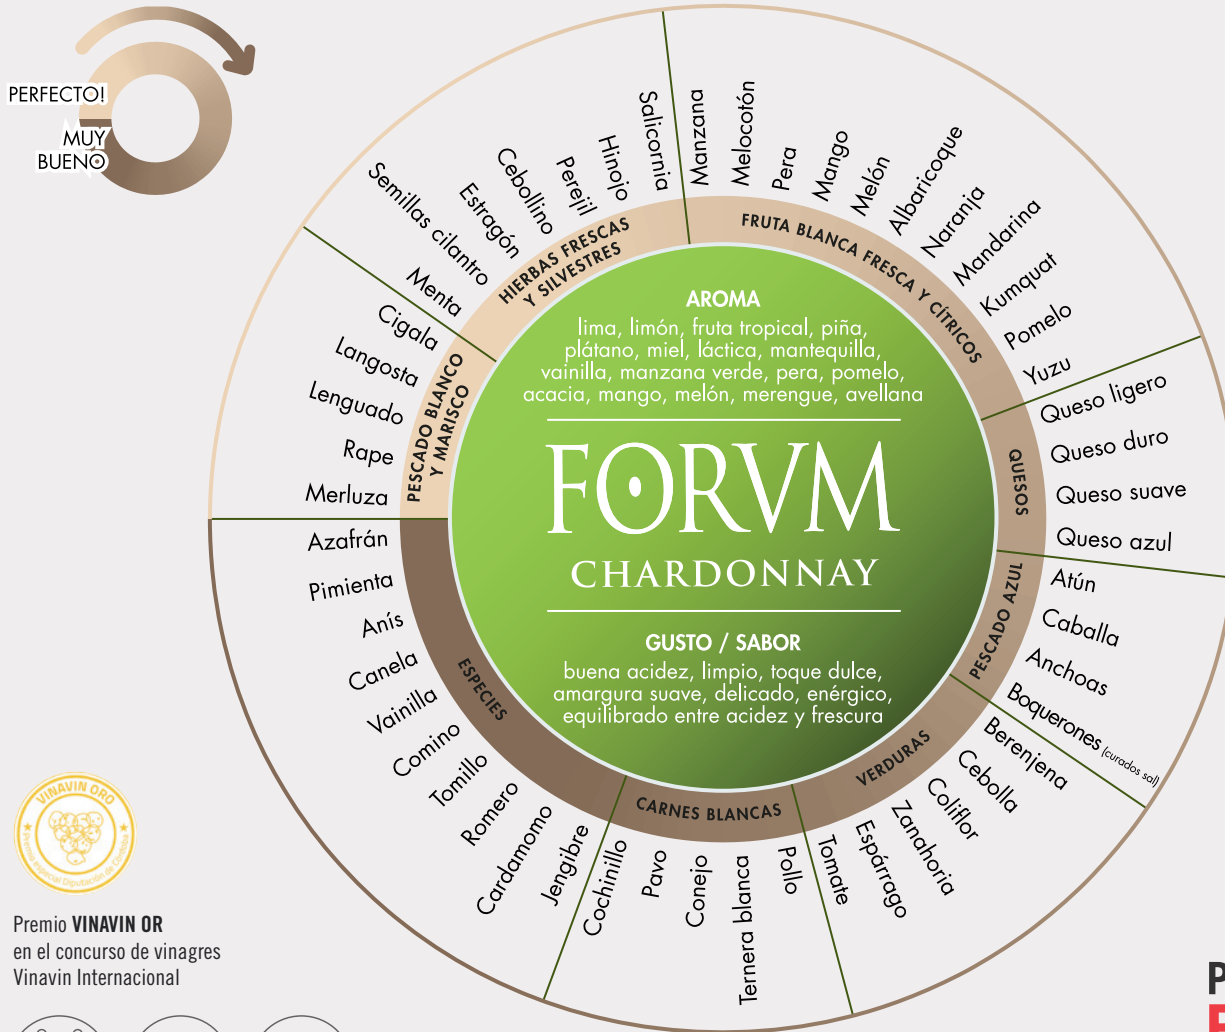 PERFECTO!
MUY
BUENO
PESCADO BLANCO
Y MARISCO
Merluza
Rape
Lenguado
Langosta
Cigala
HIERBAS FRESCAS
Y SILVESTRES
Menta
Semillas cilantro
Estragón
Cebollino
Perejil
Hinojo
Salicornia
FRUTA BLANCA FRESCA Y CÍTRICOS
Manzana
Melocotón
Pera
Mango
Melón
Albaricoque
Naranja
Mandarina
Kumquat
Pomelo
Yuzu
QUESOS
Queso ligero
Queso duro
Queso suave
Queso azul
PESCADO AZUL
Atún
Caballa
Anchoas
Boquerones (curados sal)
VERDURAS
Berenjena
Cebolla
Coliflor
Zanahoria
Espárrago
Tomate
CARNES BLANCAS
Pollo
Ternera blanca
Conejo
Pavo
Cochinillo
ESPECIES
Jengibre
Cardamomo
Romero
Tomillo
Comino
Vainilla
Canela
Anís
Pimienta
Azafrán
AROMA
lima, limón, fruta tropical, piña,
plátano, miel, láctica, mantequilla,
vainilla, manzana verde, pera, pomelo,
acacia, mango, melón, merengue, avellana
FORVM
CHARDONNAY
GUSTO / SABOR
buena acidez, limpio, toque dulce,
amargura suave, delicado, enérgico,
equilibrado entre acidez y frescura
VINAVIN ORO
Premio especial Diputación de Córdoba
Premio VINAVIN OR
en el concurso de vinagres
Vinavin Internacional
P